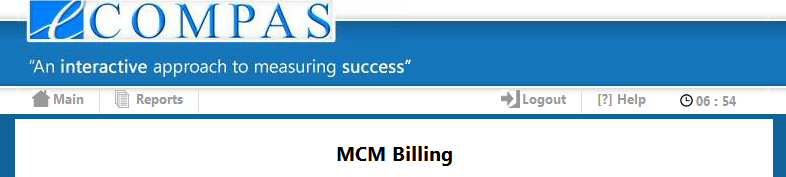 eCOMPAS
“An interactive approach to measuring success”
Main Reports Logout [?] Help 06 : 54
MCM Billing